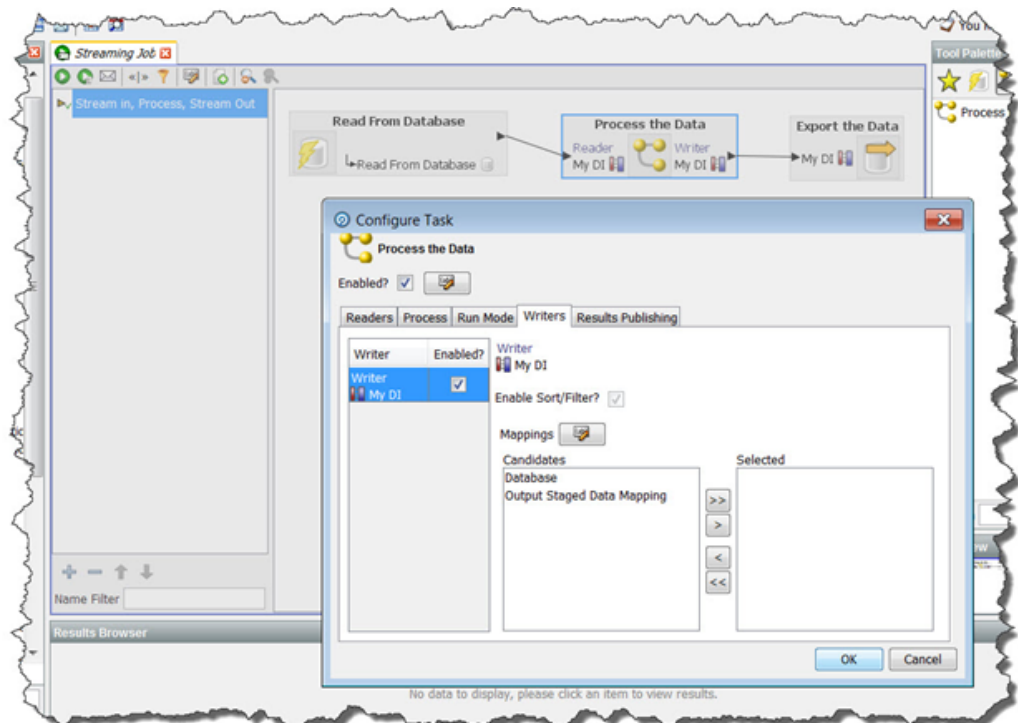 You
Streaming Job
Tool Palette
Stream in, Process, Stream Out
Process
Read From Database
Read From Database
Process the Data
Reader
Writer
My DI
My DI
Export the Data
My DI
Configure Task
Process the Data
Enabled?
Readers
Process
Run Mode
Writers
Results Publishing
Writer
Enabled?
Writer
My DI
Writer
My DI
Enable Sort/Filter?
Mappings
Candidates
Selected
Database
Output Staged Data Mapping
>>
>
<
<<
Name Filter
Results Browser
OK
Cancel
No data to display, please click an item to view results.